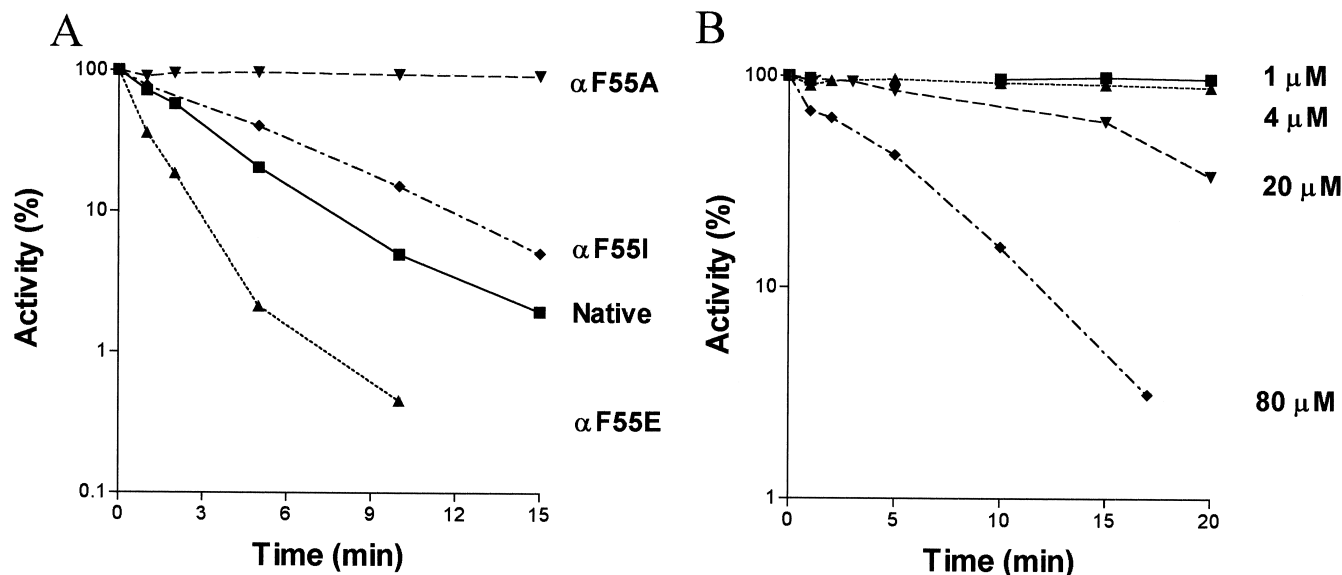 A
100
10
1
0.1
0 3 6 9 12 15
Activity (%)
Time (min)
αF55A
αF55I
Native
αF55E
B
100
10
1
0 5 10 15 20
Activity (%)
Time (min)
1 μM
4 μM
20 μM
80 μM